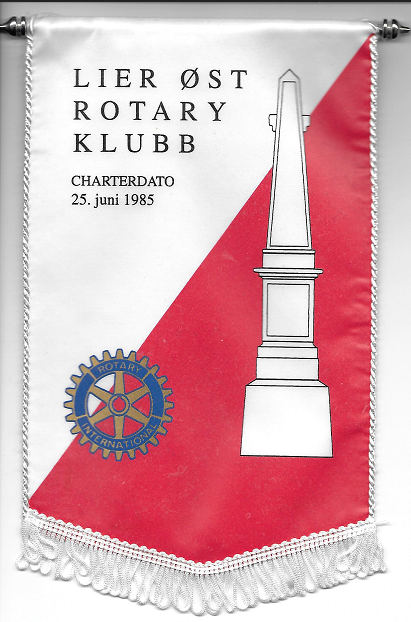 LIER ØST
ROTARY
KLUBB
CHARTERDATO
25. juni 1985
ROTARY
INTERNATIONAL